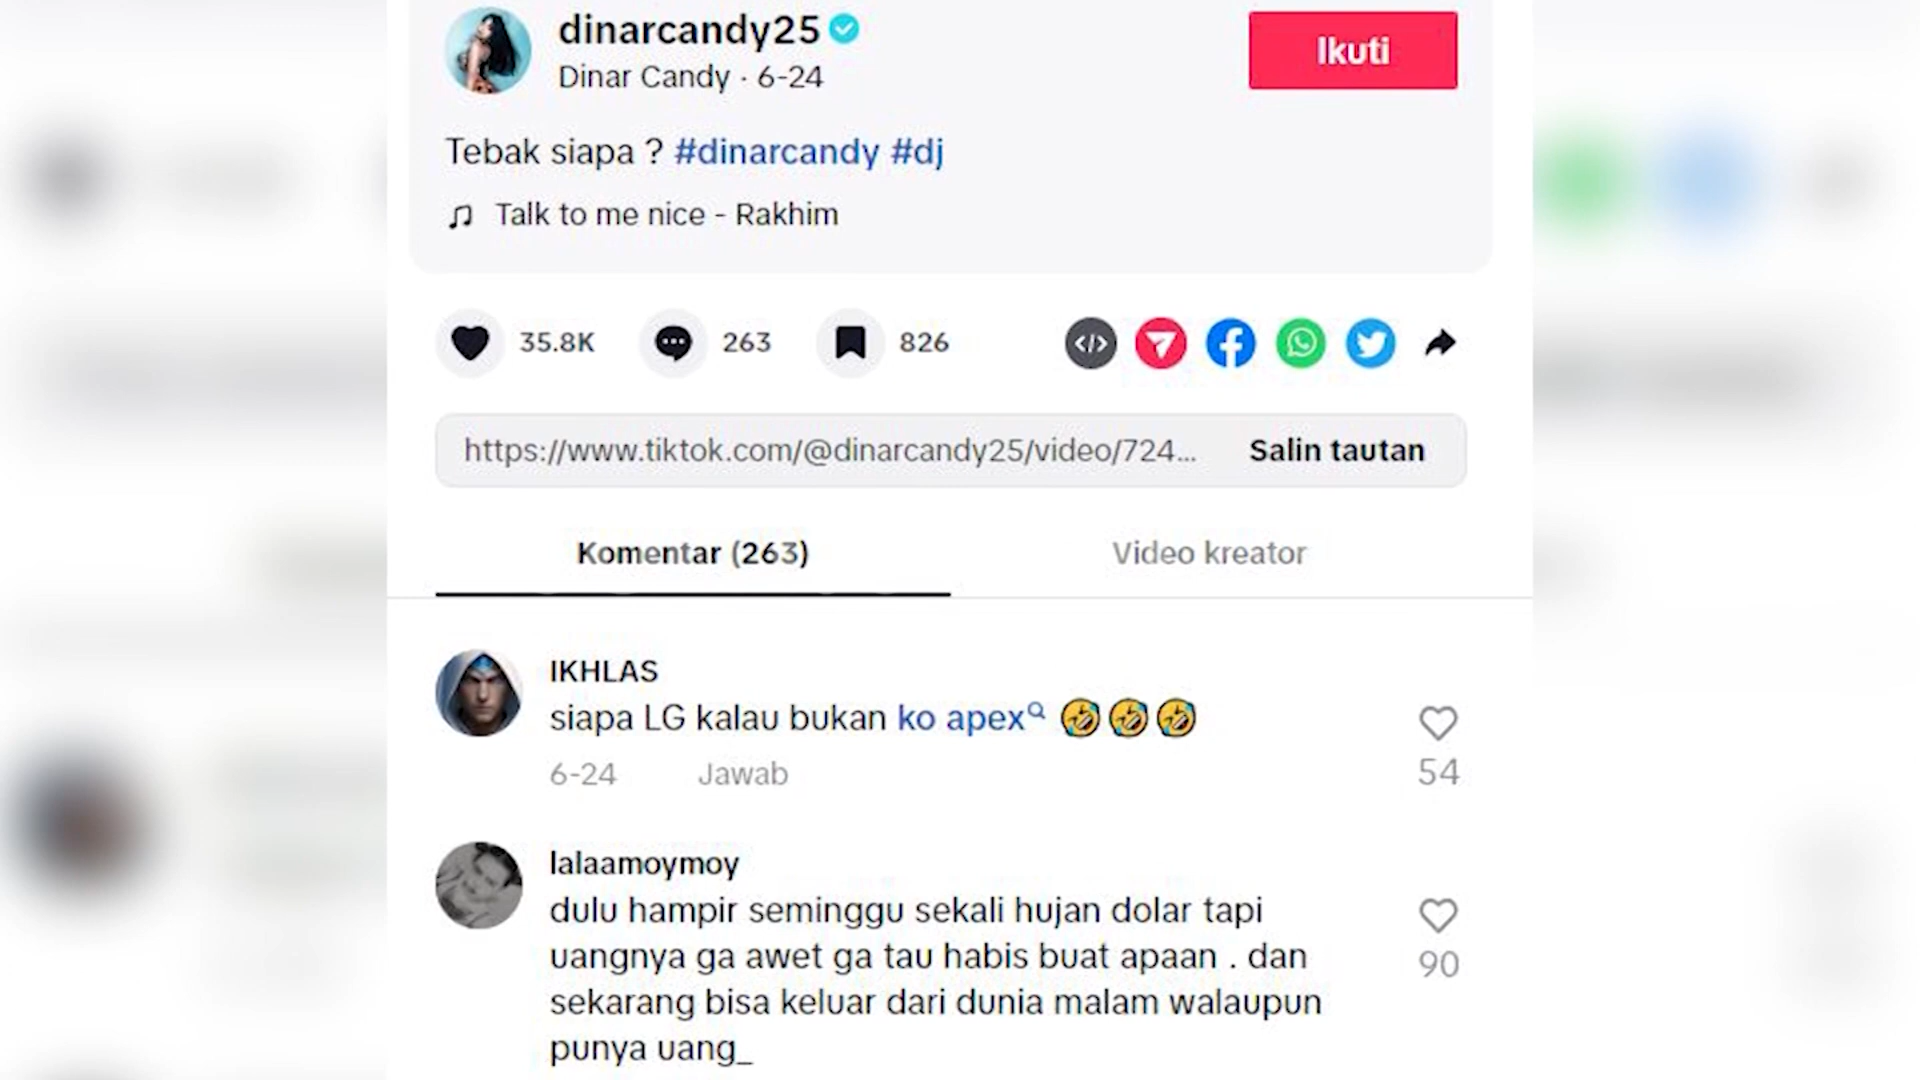 dinarcandy25
Dinar Candy · 6-24
Ikuti
Tebak siapa ? #dinarcandy #dj
Talk to me nice - Rakhim
35.8K
263
826
https://www.tiktok.com/@dinarcandy25/video/724...
Salin tautan
Komentar (263)
Video kreator
IKHLAS
siapa LG kalau bukan ko apex 🤣🤣🤣
6-24 Jawab
54
lalaamoymoy
dulu hampir seminggu sekali hujan dolar tapi
uangnya ga awet ga tau habis buat apaan . dan
sekarang bisa keluar dari dunia malam walaupun
punya uang_
90